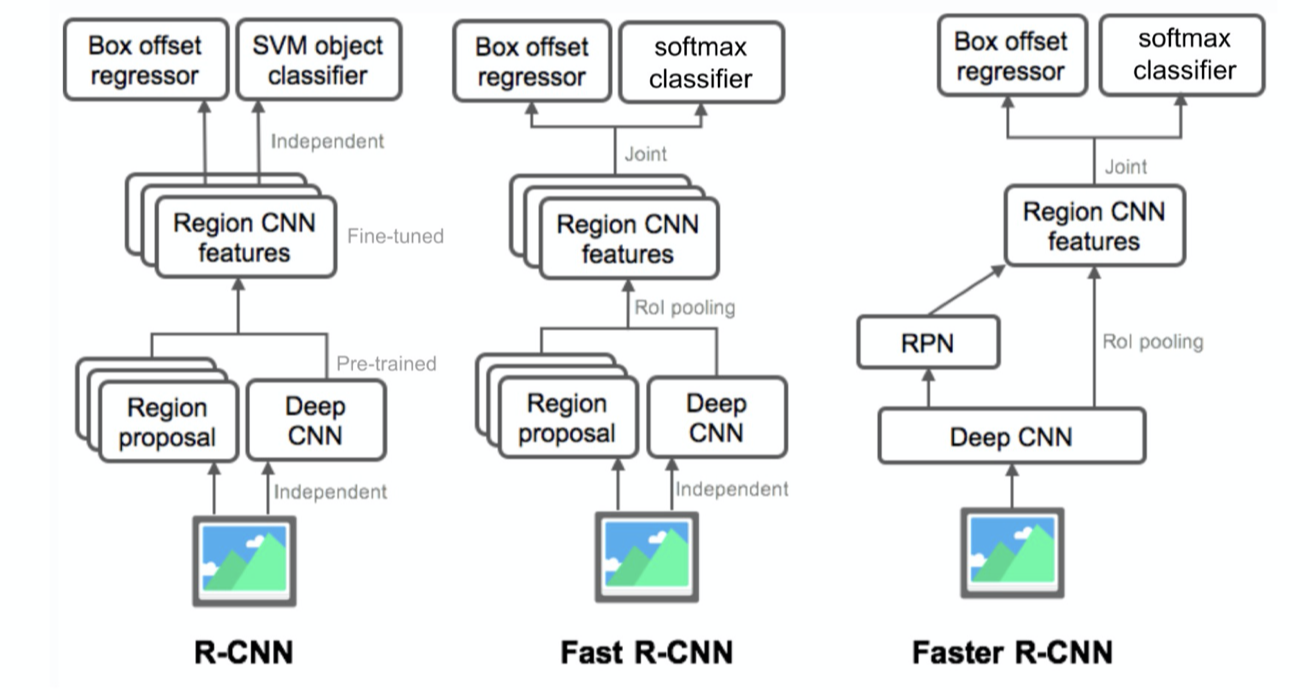 Box offset
regressor
SVM object
classifier
Independent
Region CNN
features
Fine-tuned
Pre-trained
Region
proposal
Deep
CNN
Independent
R-CNN
Box offset
regressor
softmax
classifier
Joint
Region CNN
features
RoI pooling
Region
proposal
Deep
CNN
Independent
Fast R-CNN
Box offset
regressor
softmax
classifier
Joint
Region CNN
features
RPN
RoI pooling
Deep CNN
Faster R-CNN